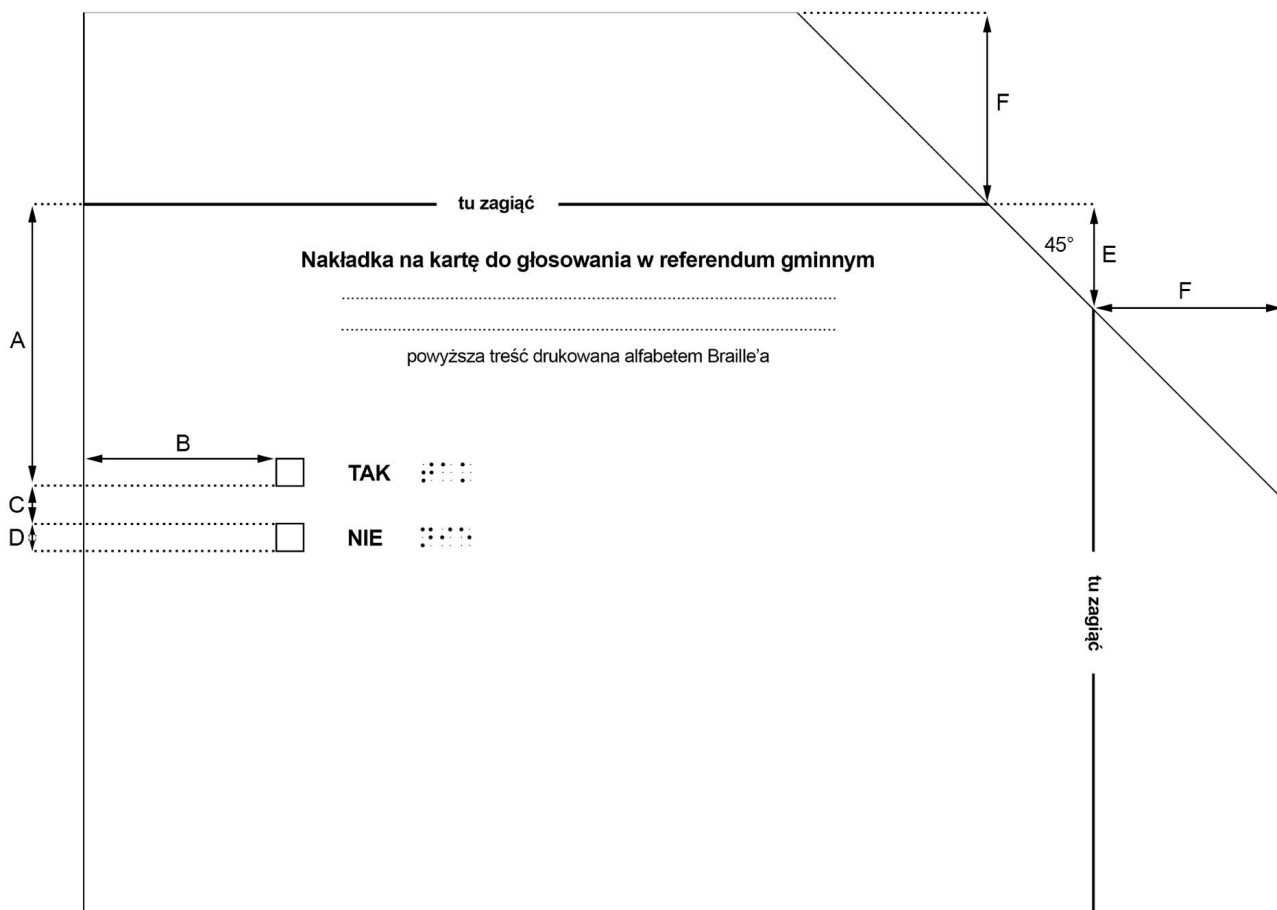 F
tu zagiąć
45°
E
Nakładka na kartę do głosowania w referendum gminnym
F
A
powyższa treść drukowana alfabetem Braille’a
B
TAK ⠞⠁⠅
C
NIE ⠝⠊⠑
D
tu zagiąć